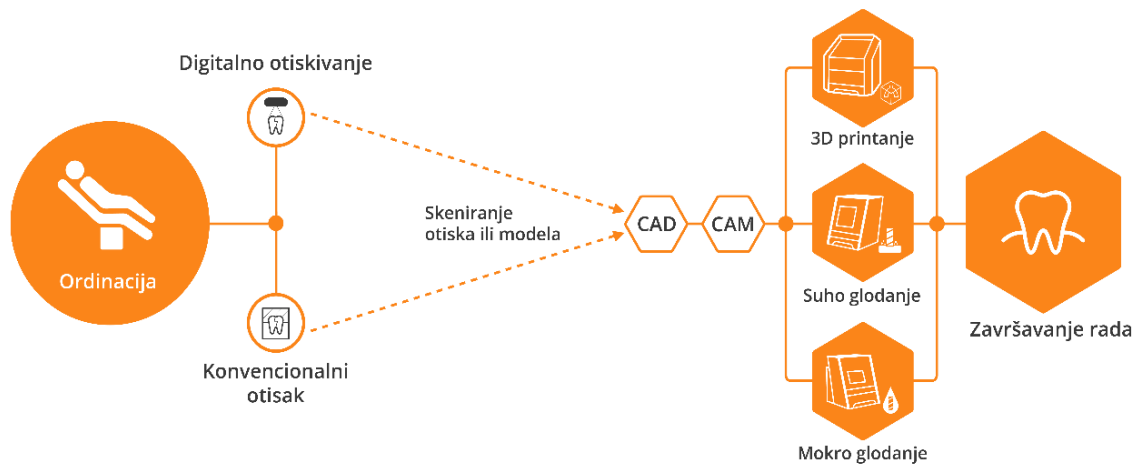 Digitalno otiskivanje
Ordinacija
Konvencionalni
otisak
Skeniranje
otiska ili modela
CAD
CAM
3D printanje
Suho glodanje
Mokro glodanje
Završavanje rada